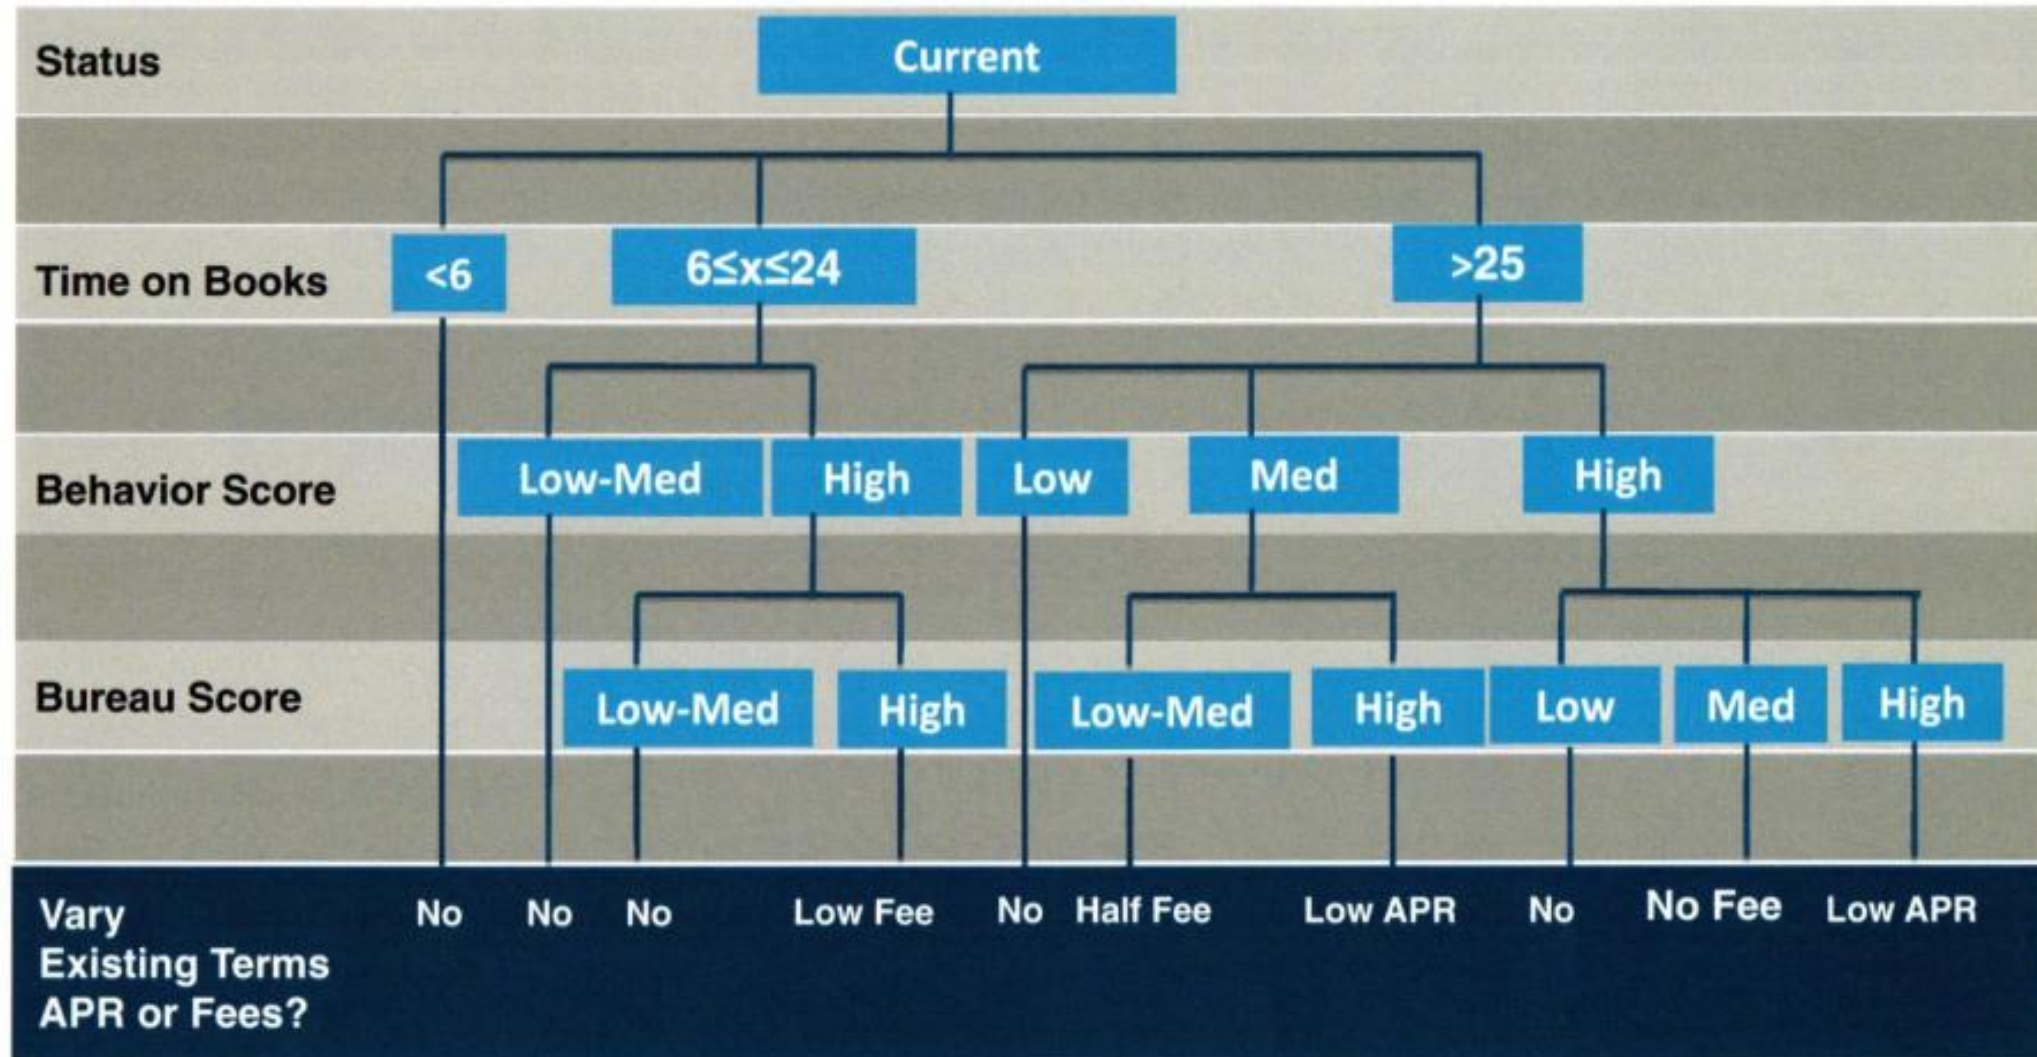 Status
Current
Time on Books
<6
6≤x≤24
>25
Behavior Score
Low-Med
High
Low
Med
High
Bureau Score
Low-Med
High
Low-Med
High
Low
Med
High
Vary
Existing Terms
APR or Fees?
No
No
No
Low Fee
No
Half Fee
Low APR
No
No Fee
Low APR